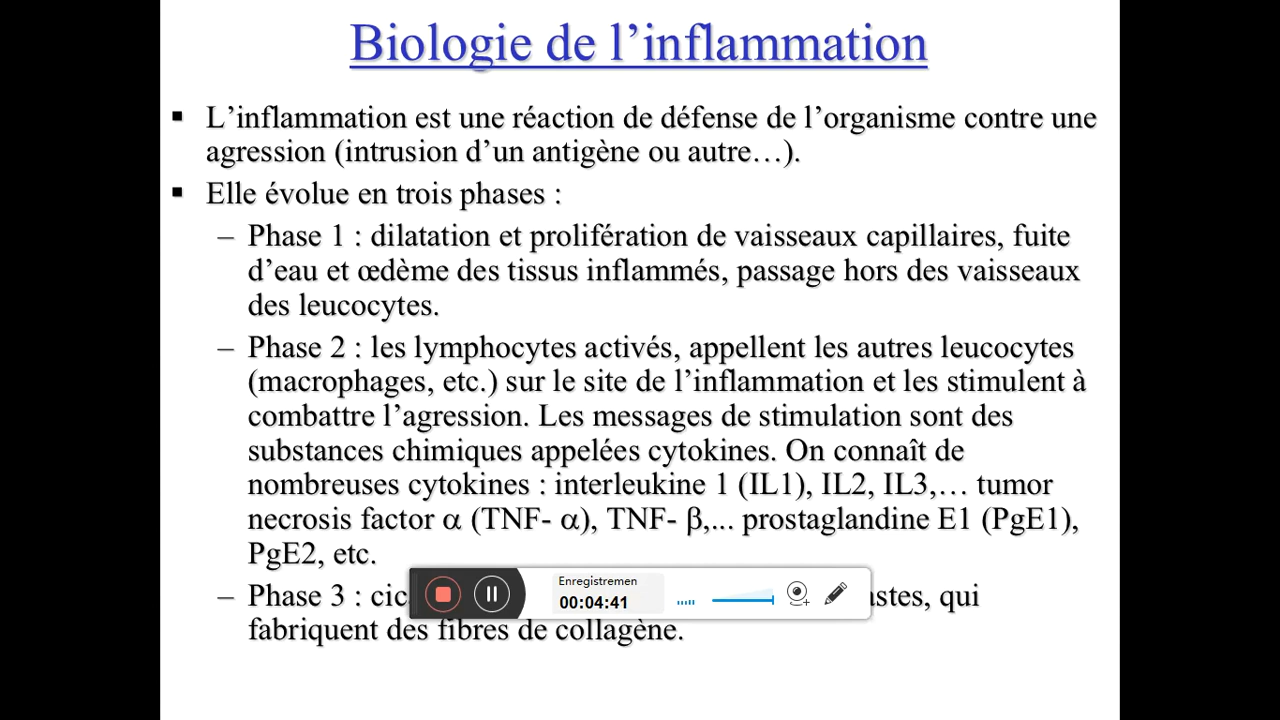 Biologie de l’inflammation
▪ L’inflammation est une réaction de défense de l’organisme contre une
agression (intrusion d’un antigène ou autre…).
▪ Elle évolue en trois phases :
– Phase 1 : dilatation et prolifération de vaisseaux capillaires, fuite
d’eau et œdème des tissus inflammés, passage hors des vaisseaux
des leucocytes.
– Phase 2 : les lymphocytes activés, appellent les autres leucocytes
(macrophages, etc.) sur le site de l’inflammation et les stimulent à
combattre l’agression. Les messages de stimulation sont des
substances chimiques appelées cytokines. On connaît de
nombreuses cytokines : interleukine 1 (IL1), IL2, IL3,… tumor
necrosis factor α (TNF- α), TNF- β,... prostaglandine E1 (PgE1),
PgE2, etc.
– Phase 3 : qui
fabriquent des fibres de collagène.
Enregistremen
00:04:41